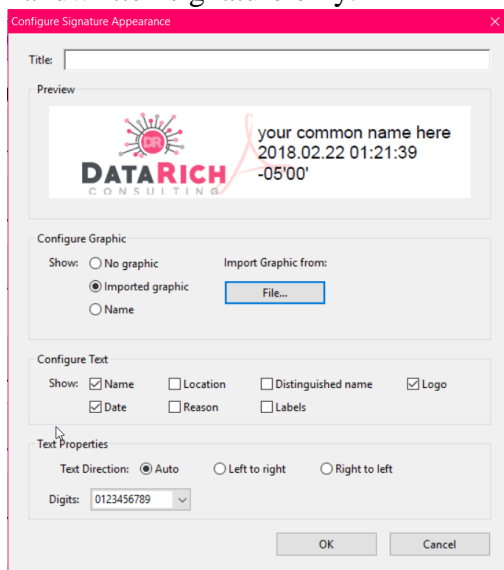 Configure Signature Appearance
Title:
Preview
DR
DATARICH
CONSULTING
your common name here
2018.02.22 01:21:39
-05'00'
Configure Graphic
Show: No graphic Import Graphic from:
Imported graphic File...
Name
Configure Text
Show: Name Location Distinguished name Logo
Date Reason Labels
Text Properties
Text Direction: Auto Left to right Right to left
Digits: 0123456789
OK Cancel